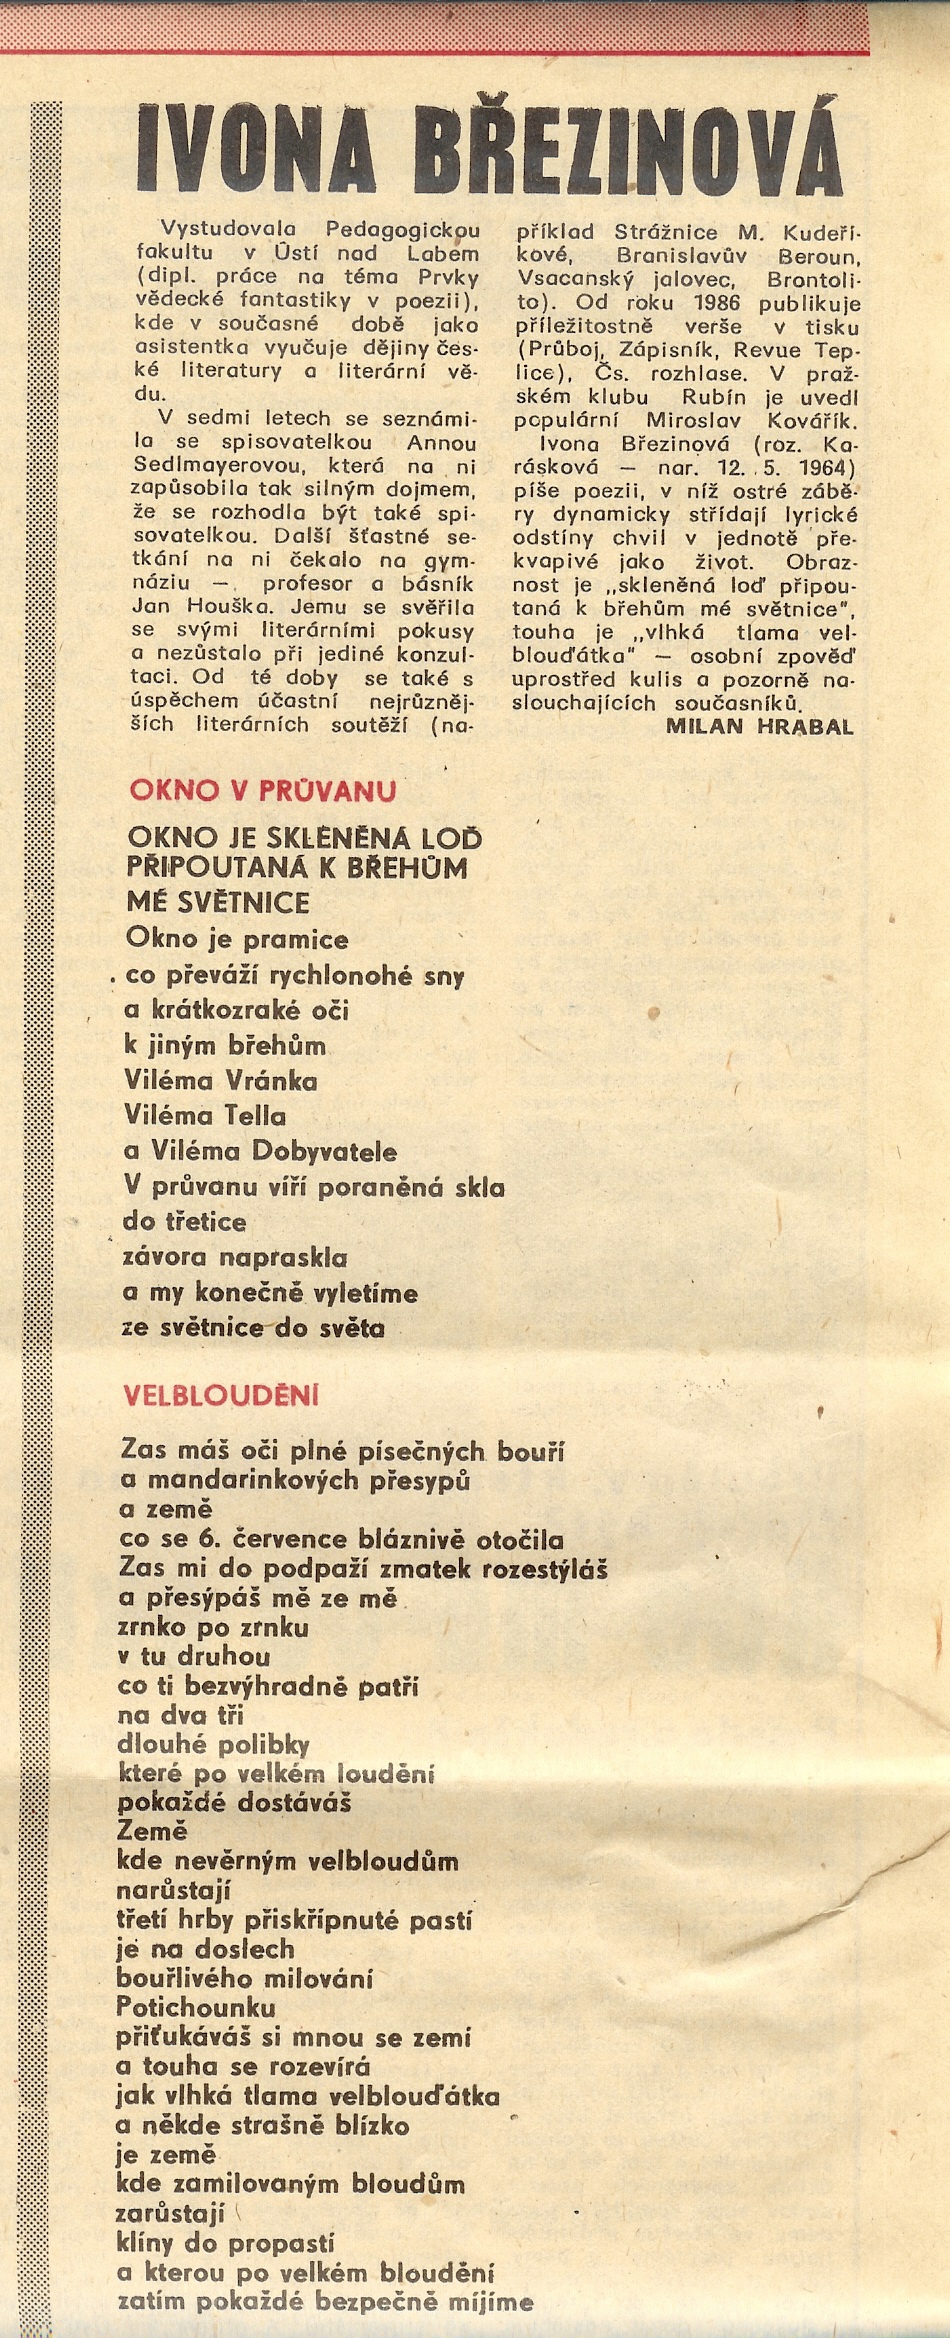 IVONA BŘEZINOVÁ
Vystudovala Pedagogickou
fakultu v Ústí nad Labem
(dipl. práce na téma Prvky
vědecké fantastiky v poezii),
kde v současné době jako
asistentka vyučuje dějiny čes-
ké literatury a literární vě-
du.
V sedmi letech se seznámi-
la se spisovatelkou Annou
Sedlmayerovou, která na ni
zapůsobila tak silným dojmem,
že se rozhodla být také spi-
sovatelkou. Další šťastné se-
tkání na ni čekalo na gym-
náziu — profesor a básník
Jan Houška. Jemu se svěřila
se svými literárními pokusy
a nezůstalo při jediné konzul-
taci. Od té doby se také s
úspěchem účastní nejrůzněj-
ších literárních soutěží (na-
příklad Strážnice M. Kudeří-
kové, Branislavův Beroun,
Vsacanský jalovec, Brontoli-
to). Od roku 1986 publikuje
příležitostně verše v tisku
(Průboj, Zápisník, Revue Tep-
lice), Čs. rozhlase. V praž-
ském klubu Rubín je uvedl
populární Miroslav Kovářík.
Ivona Březinová (roz. Ka-
rásková — nar. 12. 5. 1964)
píše poezii, v níž ostré zábě-
ry dynamicky střídají lyrické
odstíny chvil v jednotě pře-
kvapivé jako život. Obraz-
nost je „skleněná loď připou-
taná k břehům mé světnice",
touha je „vlhká tlama vel-
blouďátka" — osobní zpověď
uprostřed kulis a pozorně na-
slouchajících současníků.
MILAN HRABAL
OKNO V PRŮVANU
OKNO JE SKLENĚNÁ LOĎ
PŘIPOUTANÁ K BŘEHŮM
MÉ SVĚTNICE
Okno je pramice
co převáží rychlonohé sny
a krátkozraké oči
k jiným břehům
Viléma Vránka
Viléma Tella
a Viléma Dobyvatele
V průvanu víří poraněná skla
do třetice
závora napraskla
a my konečně vyletíme
ze světnice do světa
VELBLOUDĚNÍ
Zas máš oči plné písečných bouří
a mandarinkových přesypů
a země
co se 6. července bláznivě otočila
Zas mi do podpaží zmatek rozestýláš
a přesýpáš mě ze mě
zrnko po zrnku
v tu druhou
co ti bezvýhradně patří
na dva tři
dlouhé polibky
které po velkém loudění
pokaždé dostáváš
Země
kde nevěrným velbloudům
narůstají
třetí hrby přiskřípnuté pastí
je na doslech
bouřlivého milování
Potichounku
přiťukáváš si mnou se zemí
a touha se rozevírá
jak vlhká tlama velblouďátka
a někde strašně blízko
je země
kde zamilovaným bloudům
zarůstají
klíny do propastí
a kterou po velkém bloudění
zatím pokaždé bezpečně míjíme